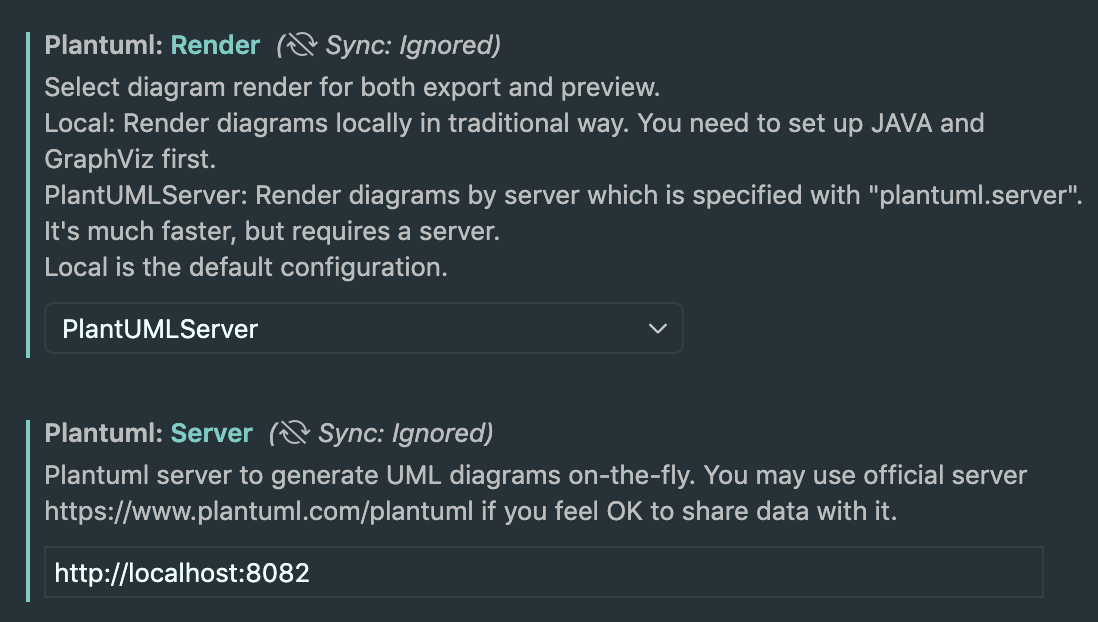 Plantuml: Render (Sync: Ignored)
Select diagram render for both export and preview.
Local: Render diagrams locally in traditional way. You need to set up JAVA and
GraphViz first.
PlantUMLServer: Render diagrams by server which is specified with "plantuml.server".
It's much faster, but requires a server.
Local is the default configuration.
PlantUMLServer
Plantuml: Server (Sync: Ignored)
Plantuml server to generate UML diagrams on-the-fly. You may use official server
https://www.plantuml.com/plantuml if you feel OK to share data with it.
http://localhost:8082